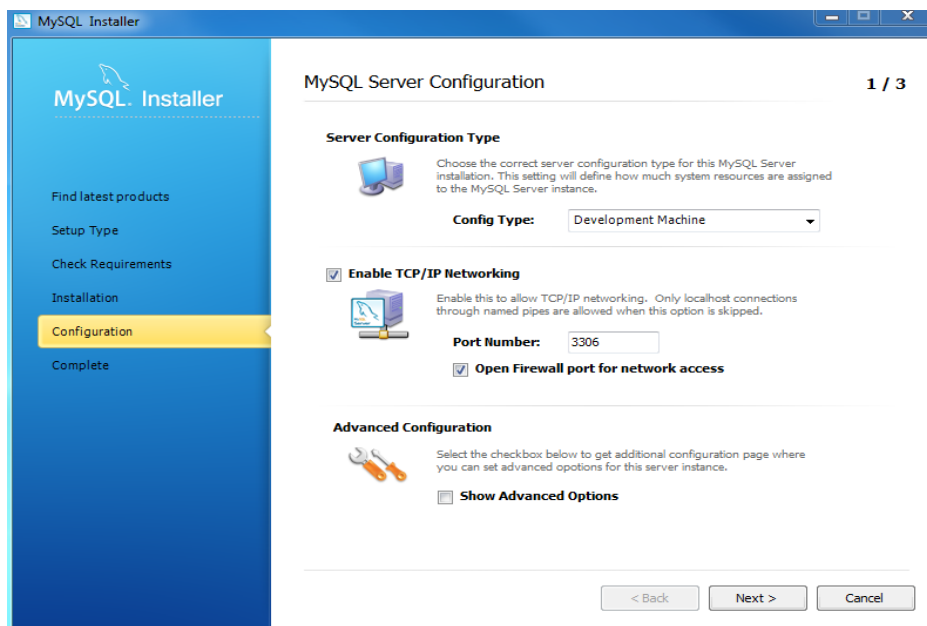 MySQL Installer
MySQL. Installer
Find latest products
Setup Type
Check Requirements
Installation
Configuration
Complete
MySQL Server Configuration
1 / 3
Server Configuration Type
Choose the correct server configuration type for this MySQL Server
installation. This setting will define how much system resources are assigned
to the MySQL Server instance.
Config Type:
Development Machine
Enable TCP/IP Networking
Enable this to allow TCP/IP networking. Only localhost connections
through named pipes are allowed when this option is skipped.
Port Number:
3306
Open Firewall port for network access
Advanced Configuration
Select the checkbox below to get additional configuration page where
you can set advanced opotions for this server instance.
Show Advanced Options
< Back
Next >
Cancel